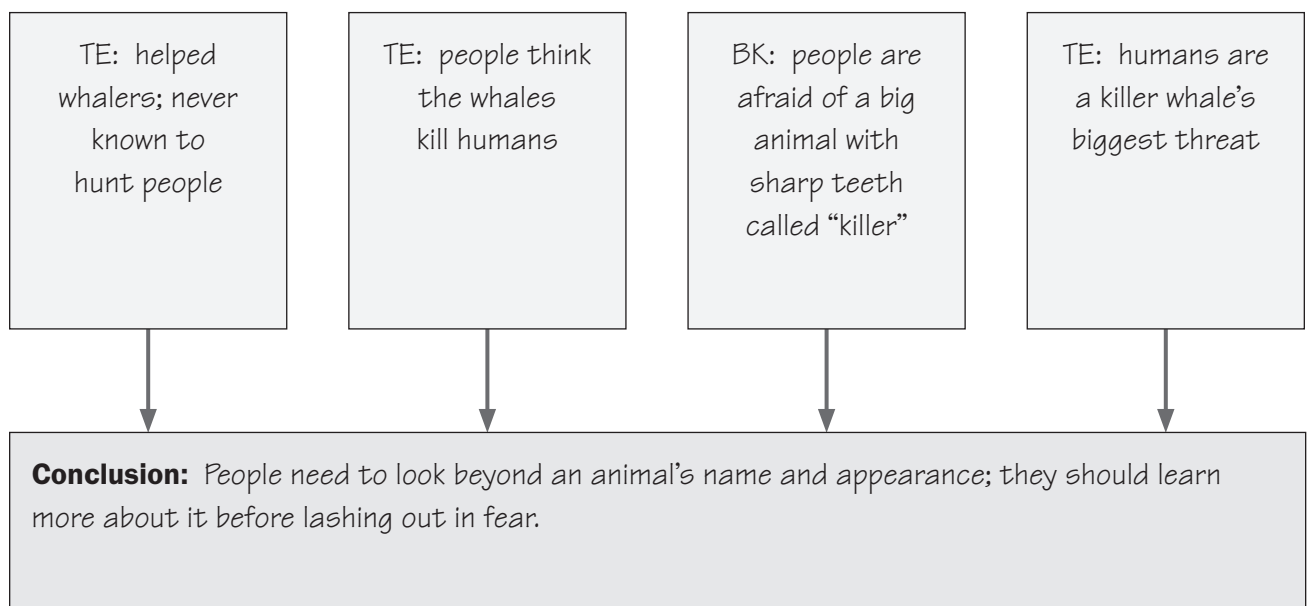 TE: helped
whalers; never
known to
hunt people
TE: people think
the whales
kill humans
BK: people are
afraid of a big
animal with
sharp teeth
called “killer”
TE: humans are
a killer whale’s
biggest threat
Conclusion: People need to look beyond an animal’s name and appearance; they should learn
more about it before lashing out in fear.